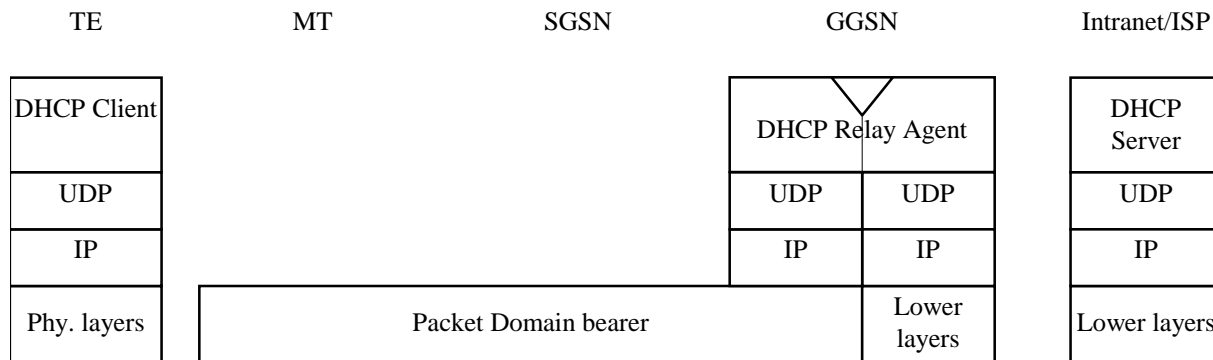 TE MT SGSN GGSN Intranet/ISP
DHCP Client
DHCP Relay Agent
DHCP
Server
UDP UDP UDP UDP
IP IP IP IP
Phy. layers Packet Domain bearer Lower
layers Lower layers